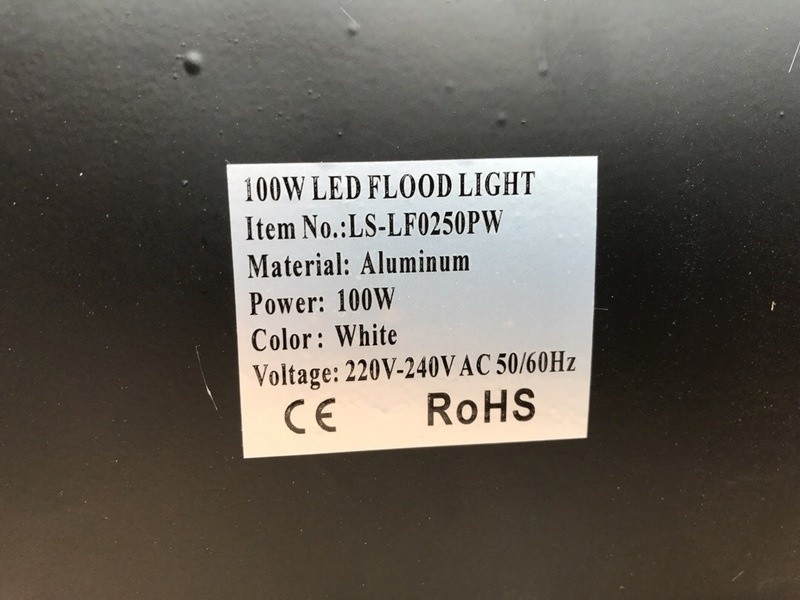 100W LED FLOOD LIGHT
Item No.:LS-LF0250PW
Material: Aluminum
Power: 100W
Color: White
Voltage: 220V-240V AC 50/60Hz
CE RoHS